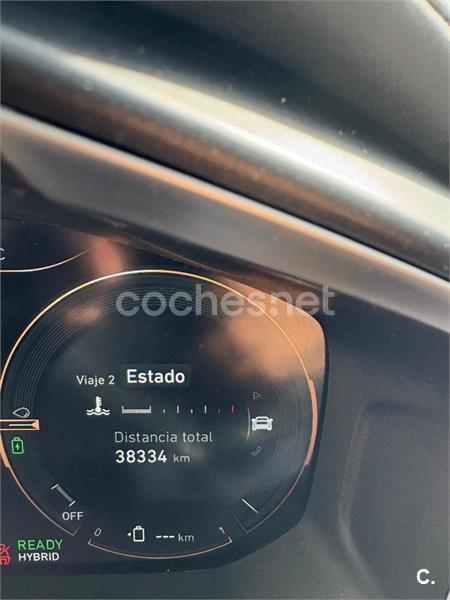 C
coches.net
Viaje 2 Estado
Distancia total
38334 km
OFF
0 --- km 1
READY
HYBRID
C.